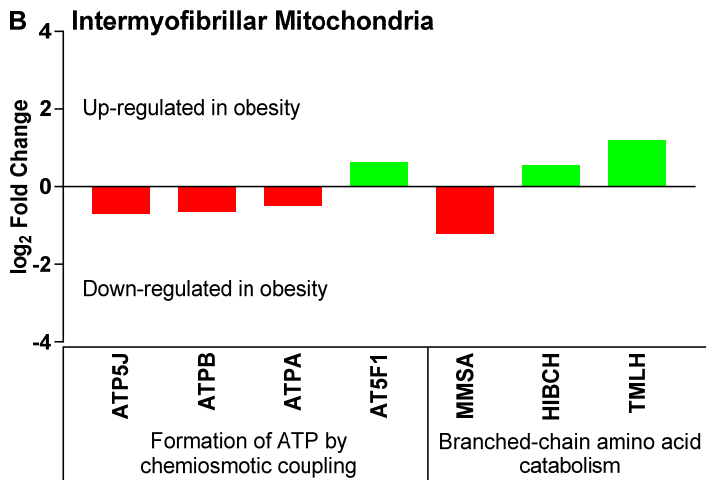 B Intermyofibrillar Mitochondria
4
2
0
-2
-4
log2 Fold Change
Up-regulated in obesity
Down-regulated in obesity
ATP5J
ATPB
ATPA
AT5F1
MMSA
HIBCH
TMLH
Formation of ATP by
chemiosmotic coupling
Branched-chain amino acid
catabolism